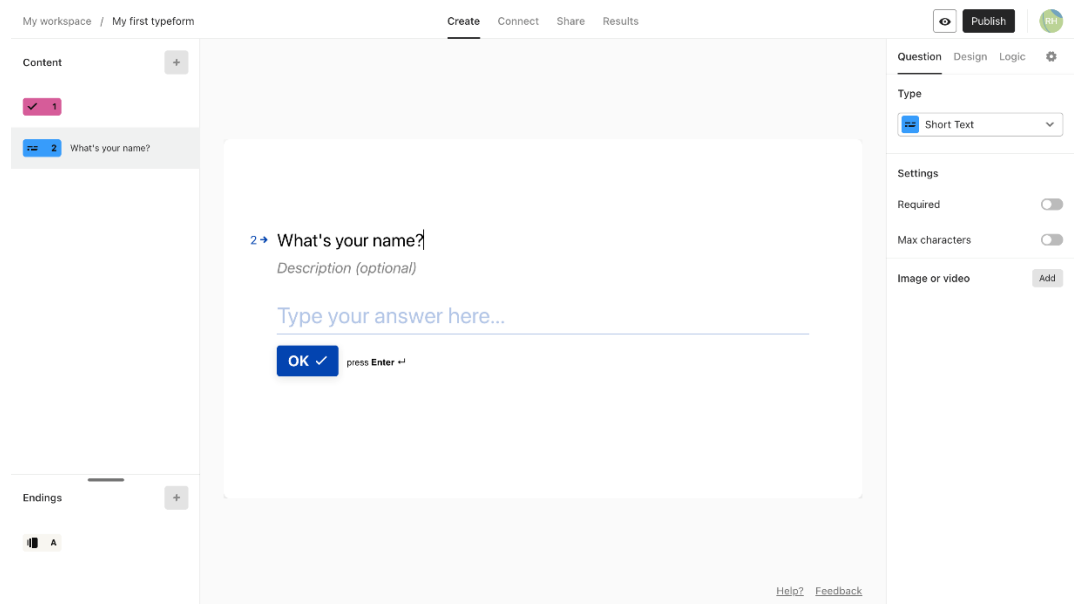 My workspace / My first typeform
Create Connect Share Results
Publish
RH
Content
+
1
2 What's your name?
Endings
+
A
2 → What's your name?
Description (optional)
Type your answer here...
OK ✓ press Enter ↵
Help? Feedback
Question Design Logic
Type
Short Text
Settings
Required
Max characters
Image or video Add